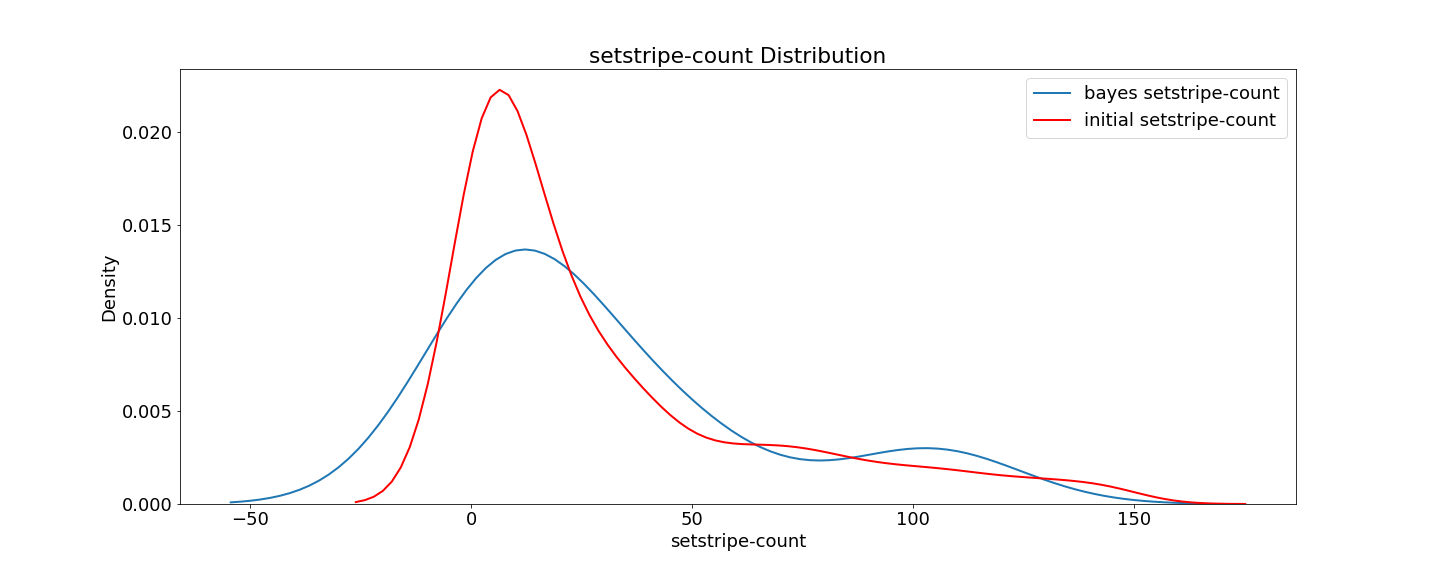 setstripe-count Distribution
bayes setstripe-count
initial setstripe-count
Density
0.020
0.015
0.010
0.005
0.000
−50
0
50
100
150
setstripe-count